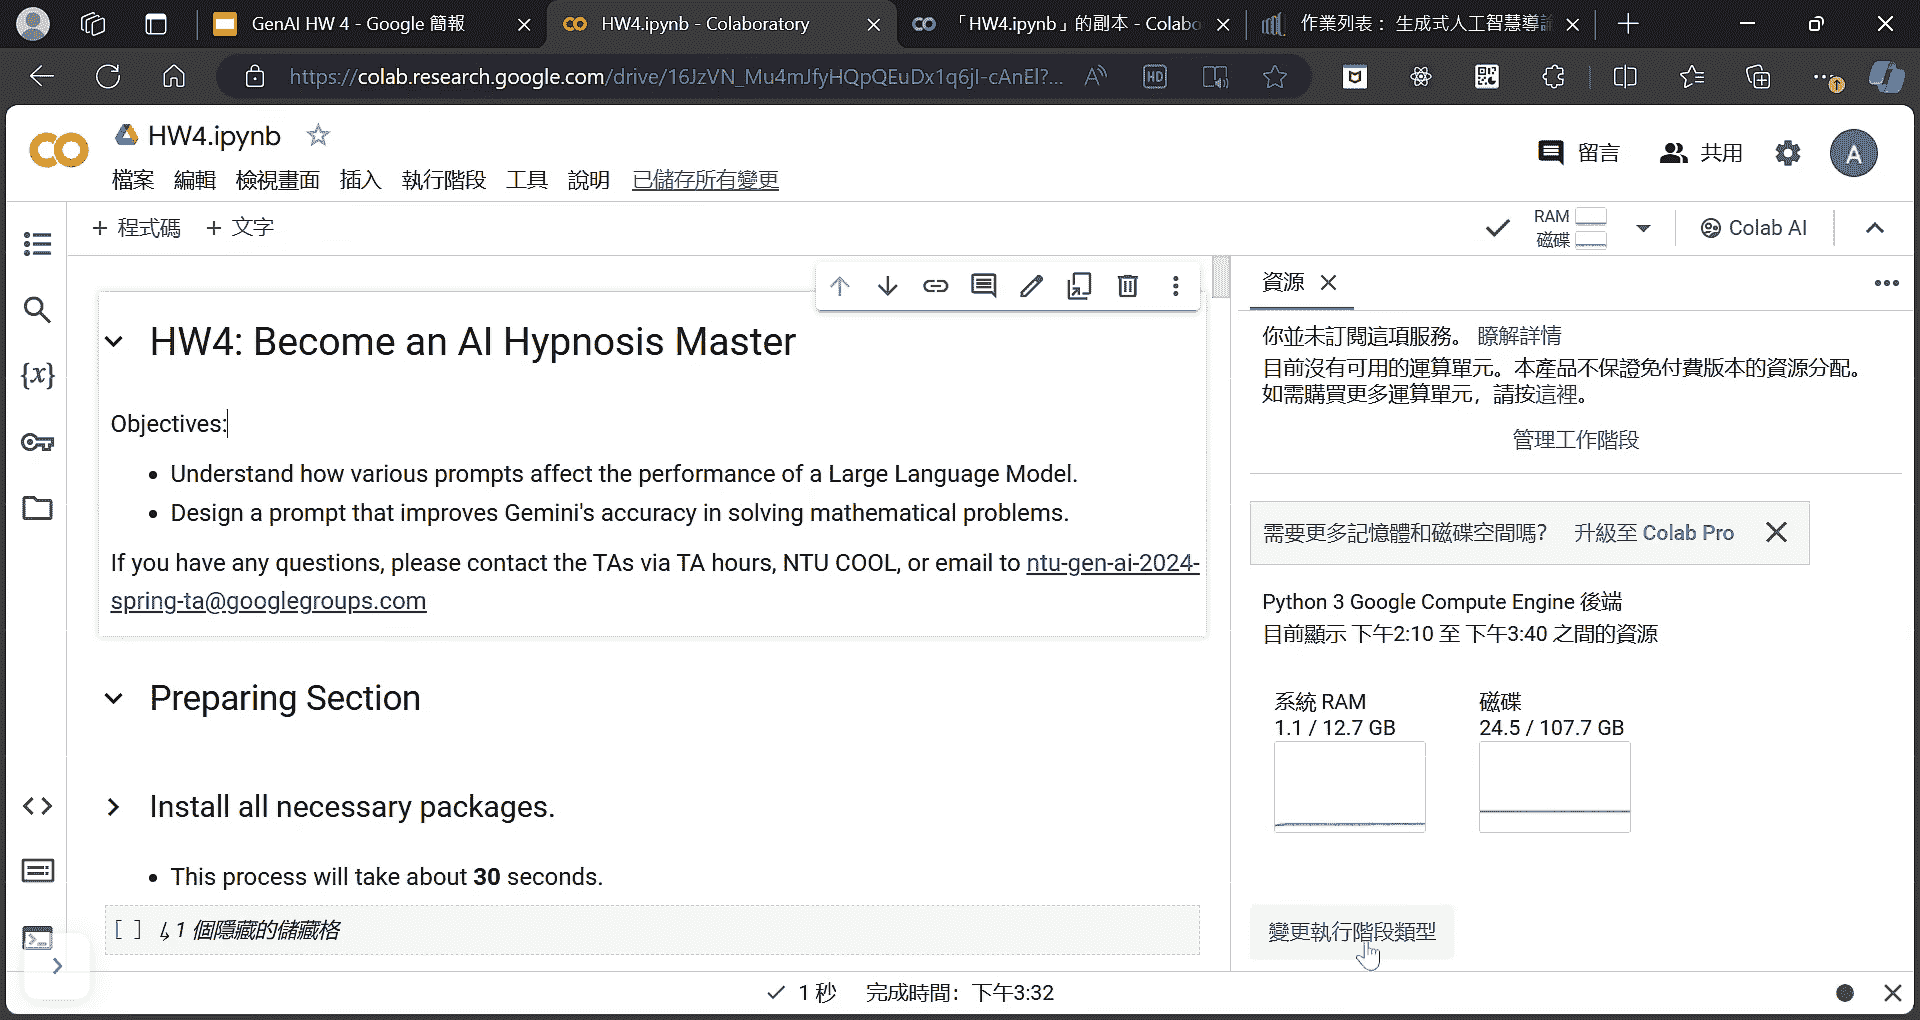 GenAI HW 4 - Google 簡報
HW4.ipynb - Colaboratory
「HW4.ipynb」的副本 - Colabo
作業列表：生成式人工智慧導論
https://colab.research.google.com/drive/16JzVN_Mu4mJfyHQpQEuDx1q6jI-cAnEl?...
HD
HW4.ipynb
檔案 編輯 檢視畫面 插入 執行階段 工具 說明 已儲存所有變更
留言
共用
A
+ 程式碼 + 文字
RAM
磁碟
Colab AI
HW4: Become an AI Hypnosis Master
Objectives:
• Understand how various prompts affect the performance of a Large Language Model.
• Design a prompt that improves Gemini's accuracy in solving mathematical problems.
If you have any questions, please contact the TAs via TA hours, NTU COOL, or email to ntu-gen-ai-2024-
spring-ta@googlegroups.com
Preparing Section
Install all necessary packages.
• This process will take about 30 seconds.
[ ] ↳ 1 個隱藏的儲藏格
資源
你並未訂閱這項服務。 瞭解詳情
目前沒有可用的運算單元。本產品不保證免付費版本的資源分配。
如需購買更多運算單元，請按這裡。
管理工作階段
需要更多記憶體和磁碟空間嗎？ 升級至 Colab Pro
Python 3 Google Compute Engine 後端
目前顯示 下午2:10 至 下午3:40 之間的資源
系統 RAM
1.1 / 12.7 GB
磁碟
24.5 / 107.7 GB
變更執行階段類型
1 秒 完成時間：下午3:32